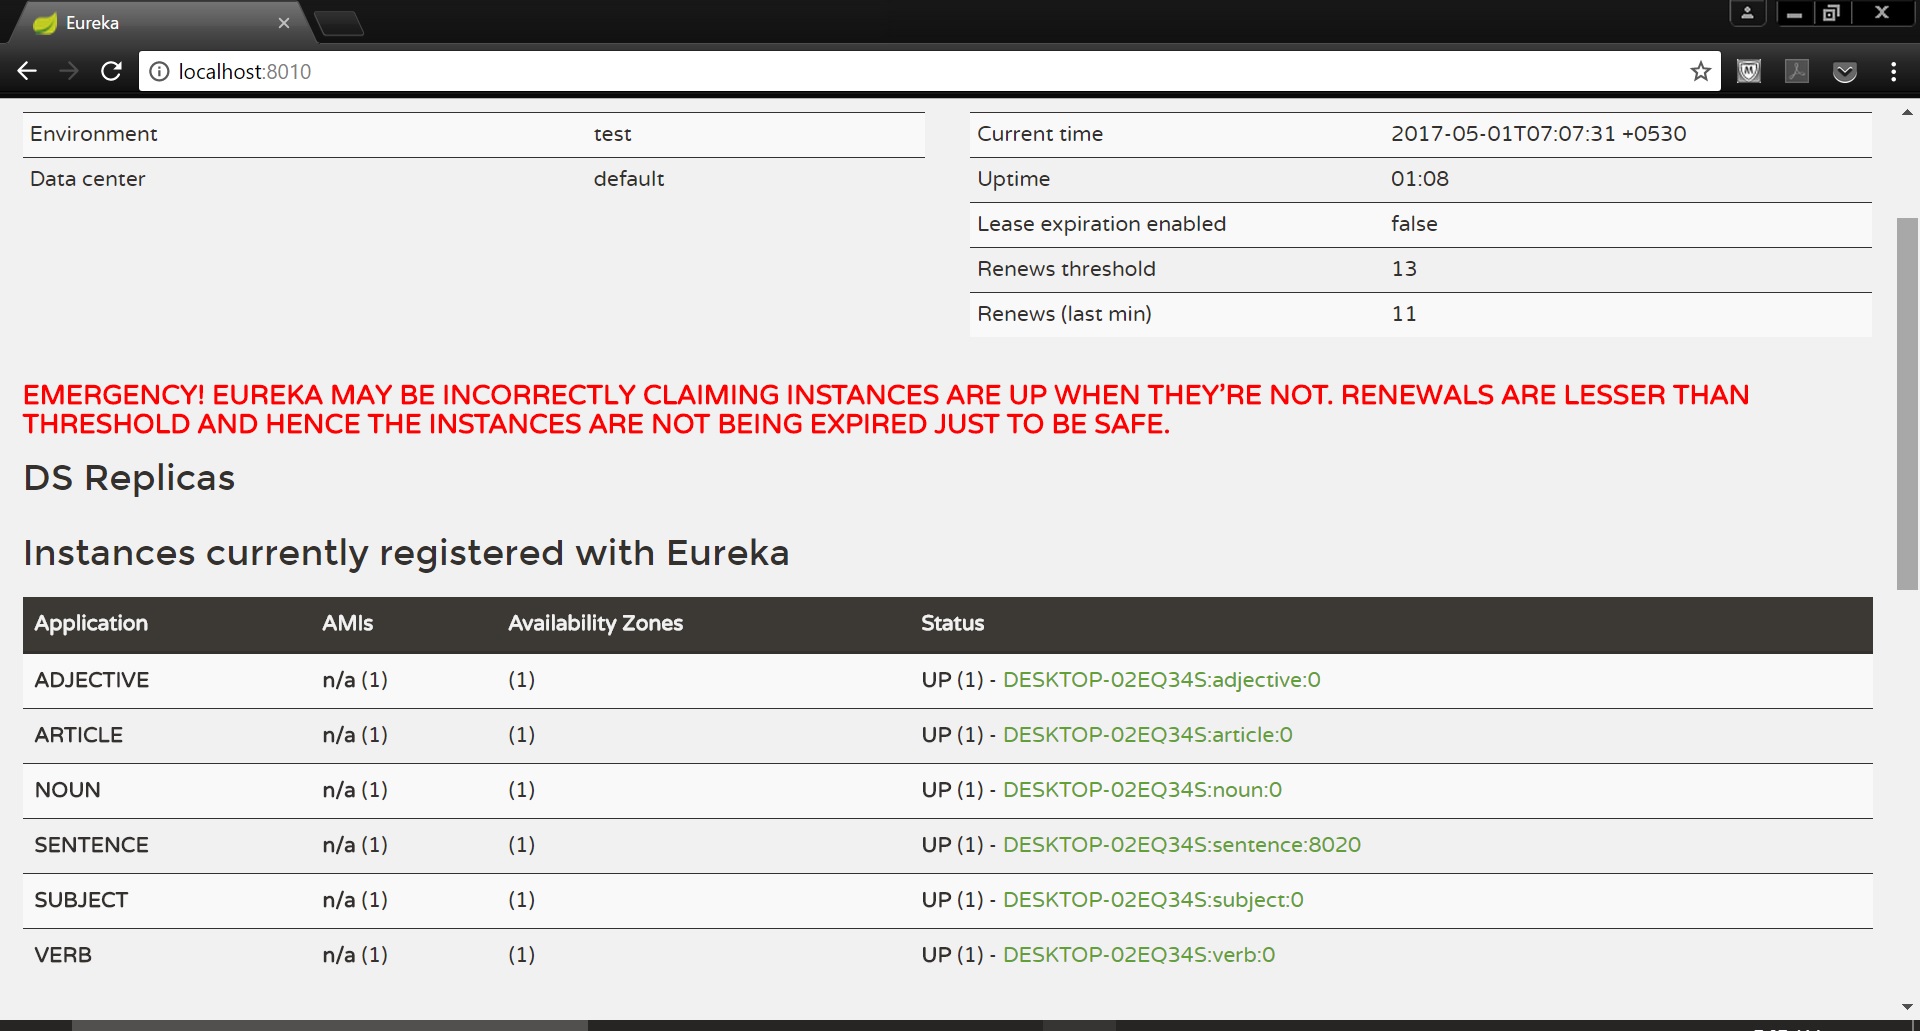 Eureka
localhost:8010
Environment test
Data center default
Current time 2017-05-01T07:07:31 +0530
Uptime 01:08
Lease expiration enabled false
Renews threshold 13
Renews (last min) 11
EMERGENCY! EUREKA MAY BE INCORRECTLY CLAIMING INSTANCES ARE UP WHEN THEY'RE NOT. RENEWALS ARE LESSER THAN
THRESHOLD AND HENCE THE INSTANCES ARE NOT BEING EXPIRED JUST TO BE SAFE.
DS Replicas
Instances currently registered with Eureka
Application AMIs Availability Zones Status
ADJECTIVE n/a (1) (1) UP (1) - DESKTOP-02EQ34S:adjective:0
ARTICLE n/a (1) (1) UP (1) - DESKTOP-02EQ34S:article:0
NOUN n/a (1) (1) UP (1) - DESKTOP-02EQ34S:noun:0
SENTENCE n/a (1) (1) UP (1) - DESKTOP-02EQ34S:sentence:8020
SUBJECT n/a (1) (1) UP (1) - DESKTOP-02EQ34S:subject:0
VERB n/a (1) (1) UP (1) - DESKTOP-02EQ34S:verb:0